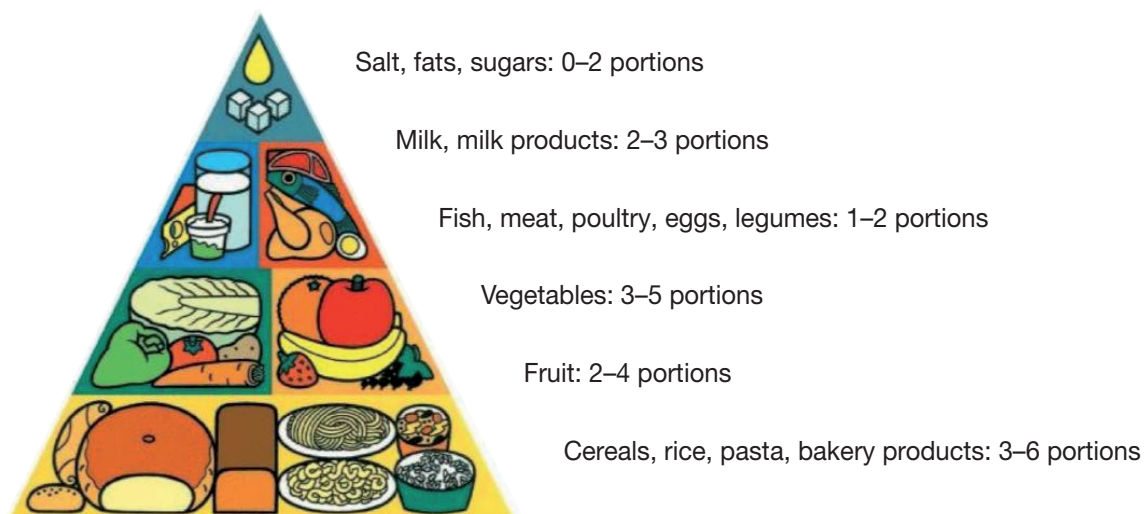 Salt, fats, sugars: 0–2 portions
Milk, milk products: 2–3 portions
Fish, meat, poultry, eggs, legumes: 1–2 portions
Vegetables: 3–5 portions
Fruit: 2–4 portions
Cereals, rice, pasta, bakery products: 3–6 portions